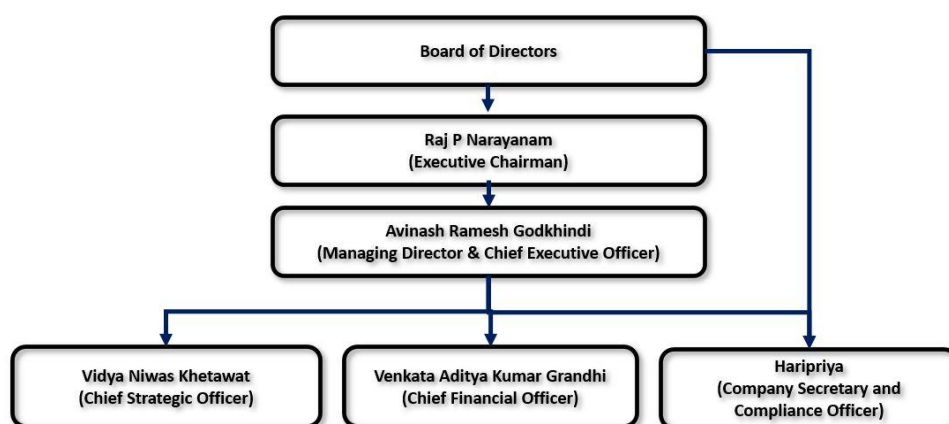 Board of Directors
Raj P Narayanam
(Executive Chairman)
Avinash Ramesh Godkhindi
(Managing Director & Chief Executive Officer)
Vidya Niwas Khetawat
(Chief Strategic Officer)
Venkata Aditya Kumar Grandhi
(Chief Financial Officer)
Haripriya
(Company Secretary and
Compliance Officer)